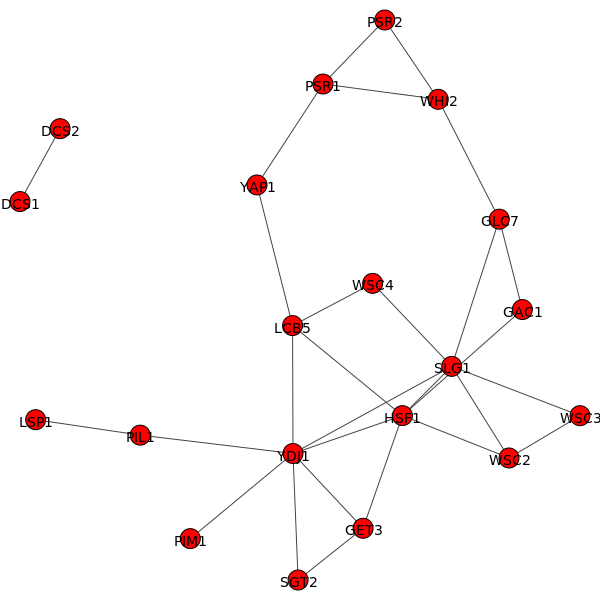 PSR2
PSR1
WHI2
DCS2
YAP1
DCS1
GLC7
WSC4
GAC1
LCB5
SLG1
HSF1
WSC3
LSP1
PIL1
YDJ1
WSC2
GET3
PIM1
SGT2